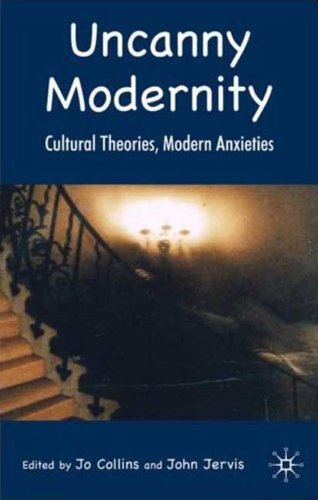 Uncanny
Modernity
Cultural Theories, Modern Anxieties
Edited by Jo Collins and John Jervis